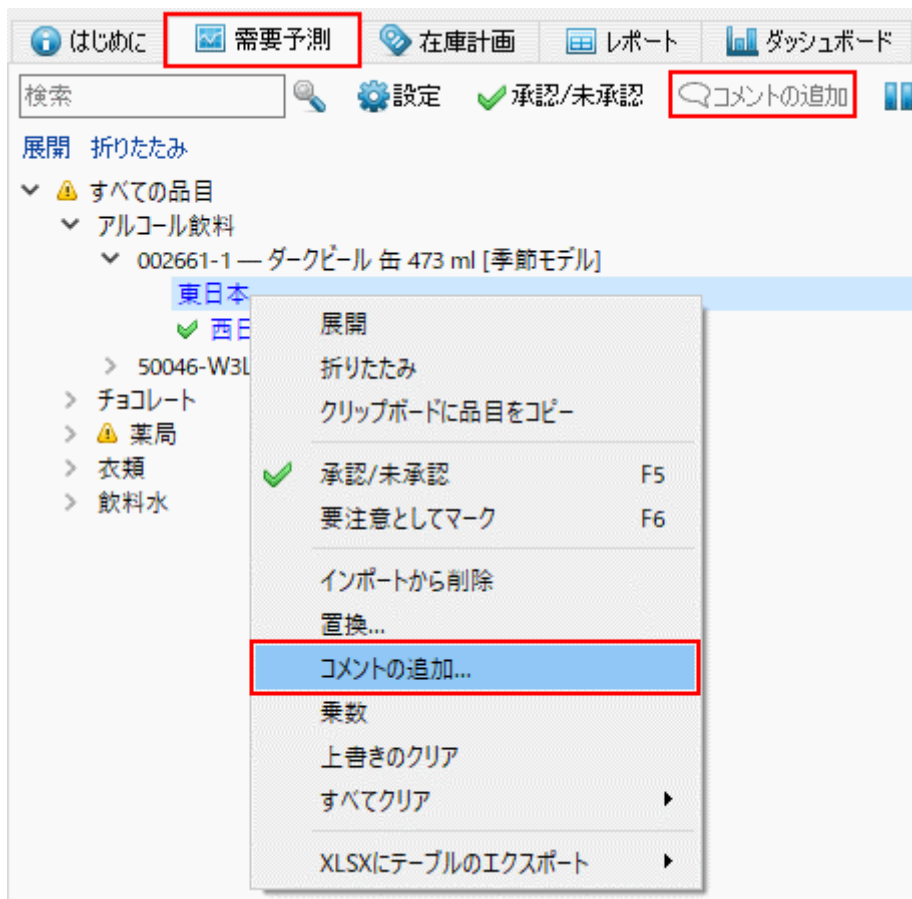 はじめに 需要予測 在庫計画 レポート ダッシュボード
検索 設定 承認/未承認 コメントの追加
展開 折りたたみ
すべての品目
アルコール飲料
002661-1 — ダークビール 缶 473 ml [季節モデル]
東日本
西日
50046-W3L
チョコレート
薬局
衣類
飲料水
展開
折りたたみ
クリップボードに品目をコピー
承認/未承認 F5
要注意としてマーク F6
インポートから削除
置換...
コメントの追加...
乗数
上書きのクリア
すべてクリア
XLSXにテーブルのエクスポート